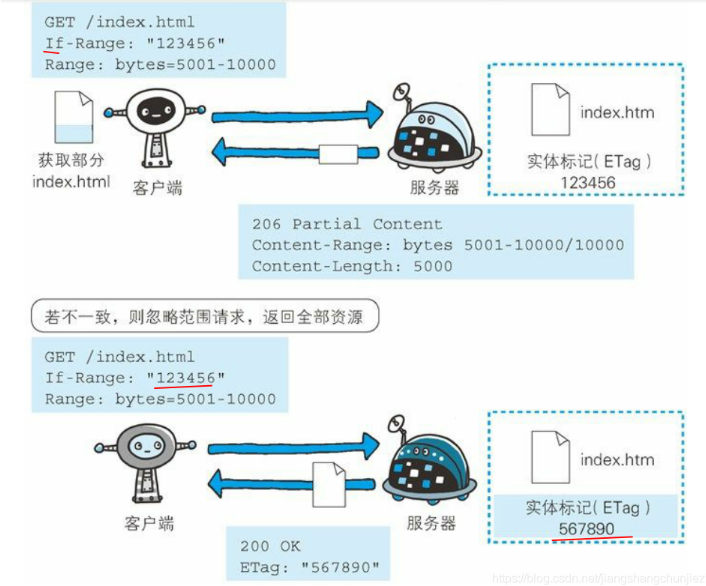 GET /index.html
If-Range: "123456"
Range: bytes=5001-10000
index.htm
获取部分
index.html
客户端
服务器
实体标记(ETag)
123456
206 Partial Content
Content-Range: bytes 5001-10000/10000
Content-Length: 5000
若不一致，则忽略范围请求，返回全部资源
GET /index.html
If-Range: "123456"
Range: bytes=5001-10000
index.htm
客户端
服务器
实体标记(ETag)
567890
200 OK
ETag: "567890"
https://blog.csdn.net/jiangshangchunjiez